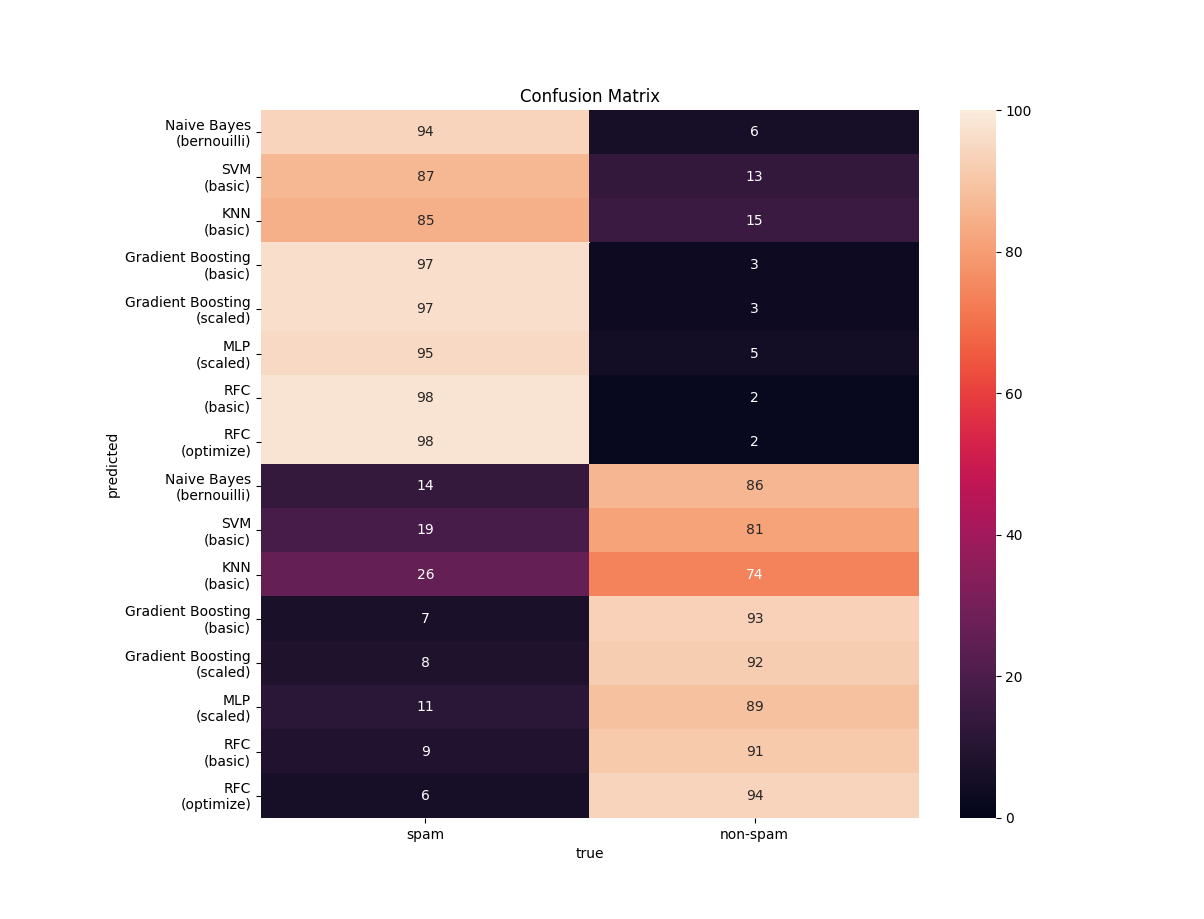 Confusion Matrix
Naive Bayes
(bernouilli)
94
6
SVM
(basic)
87
13
KNN
(basic)
85
15
Gradient Boosting
(basic)
97
3
Gradient Boosting
(scaled)
97
3
MLP
(scaled)
95
5
RFC
(basic)
98
2
RFC
(optimize)
98
2
Naive Bayes
(bernouilli)
14
86
SVM
(basic)
19
81
KNN
(basic)
26
74
Gradient Boosting
(basic)
7
93
Gradient Boosting
(scaled)
8
92
MLP
(scaled)
11
89
RFC
(basic)
9
91
RFC
(optimize)
6
94
predicted
spam
non-spam
true
100
80
60
40
20
0